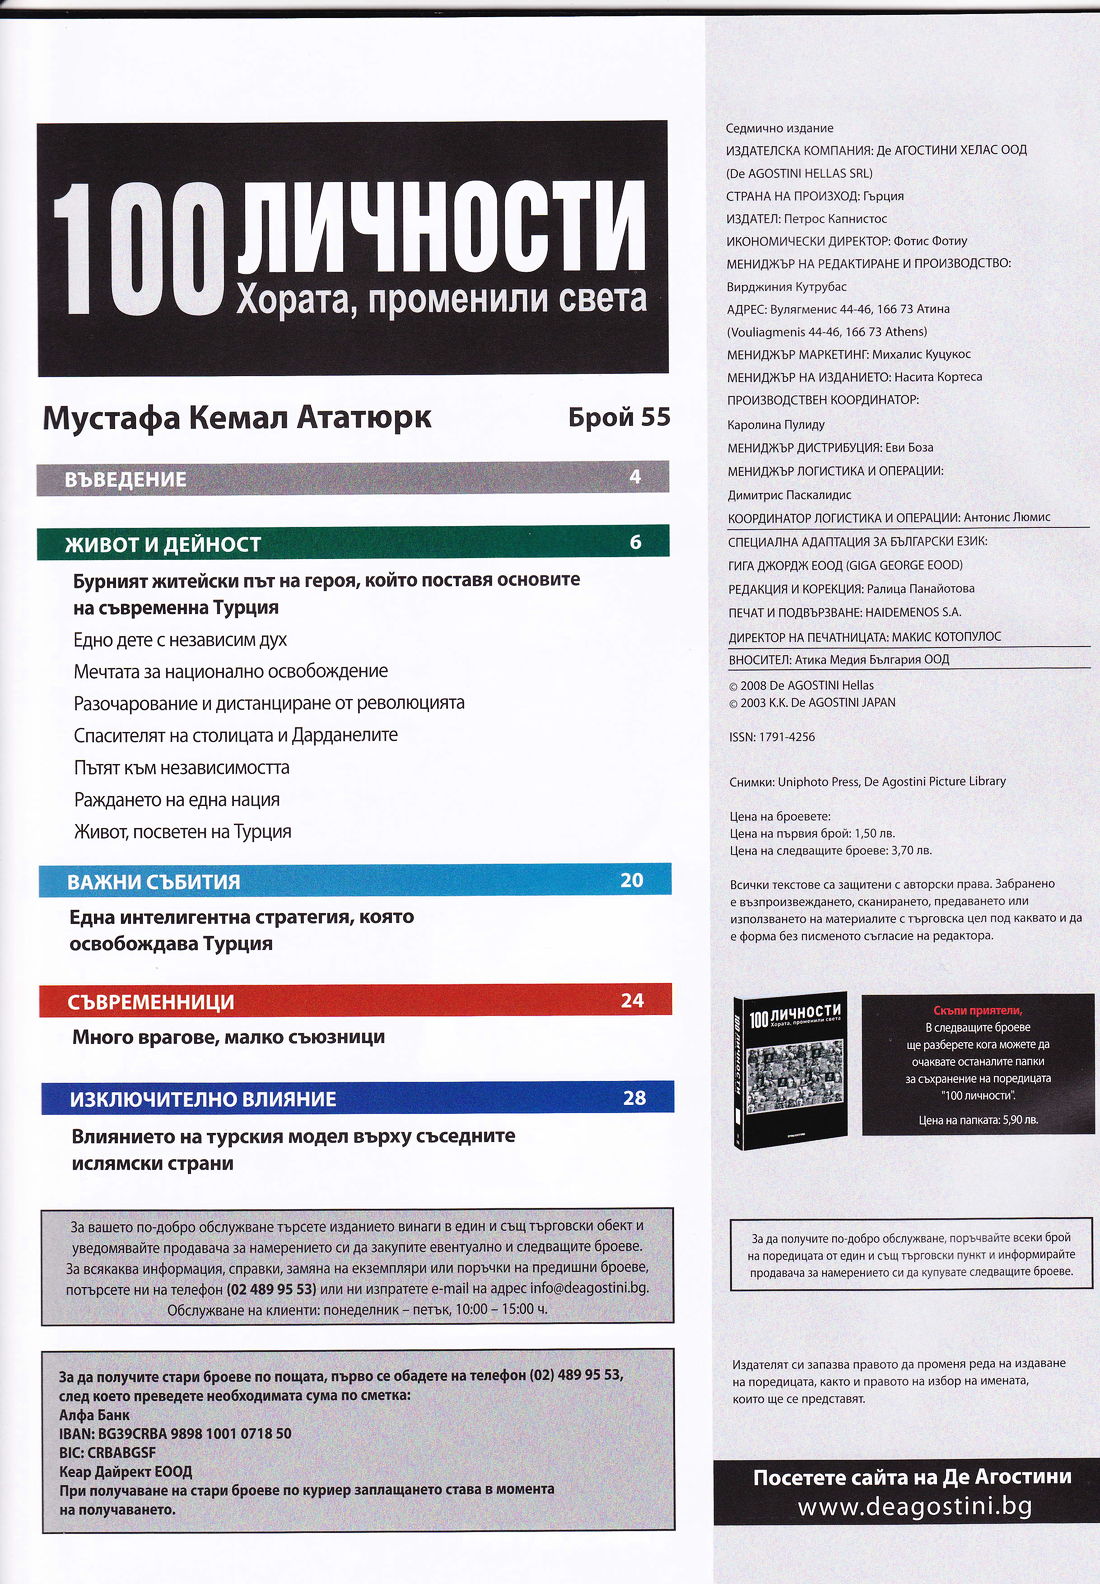 100 ЛИЧНОСТИ
Хората, променили света
Мустафа Кемал Ататюрк Брой 55
ВЪВЕДЕНИЕ 4
ЖИВОТ И ДЕЙНОСТ 6
Бурният житейски път на героя, който поставя основите
на съвременна Турция
Едно дете с независим дух
Мечтата за национално освобождение
Разочарование и дистанциране от революцията
Спасителят на столицата и Дарданелите
Пътят към независимостта
Раждането на една нация
Живот, посветен на Турция
ВАЖНИ СЪБИТИЯ 20
Една интелигентна стратегия, която
освобождава Турция
СЪВРЕМЕННИЦИ 24
Много врагове, малко съюзници
ИЗКЛЮЧИТЕЛНО ВЛИЯНИЕ 28
Влиянието на турския модел върху съседните
ислямски страни
За вашето по-добро обслужване търсете изданието винаги в един и същ търговски обект и
уведомявайте продавача за намерението си да закупите евентуално и следващите броеве.
За всякаква информация, справки, замяна на екземпляри или поръчки на предишни броеве,
потърсете ни на телефон (02 489 95 53) или ни изпратете e-mail на адрес info@deagostini.bg.
Обслужване на клиенти: понеделник – петък, 10:00 – 15:00 ч.
За да получите стари броеве по пощата, първо се обадете на телефон (02) 489 95 53,
след което преведете необходимата сума по сметка:
Алфа Банк
IBAN: BG39CRBA 9898 1001 0718 50
BIC: CRBABGSF
Кеар Дайрект ЕООД
При получаване на стари броеве по куриер заплащането става в момента
на получаването.
Седмично издание
ИЗДАТЕЛСКА КОМПАНИЯ: Де АГОСТИНИ ХЕЛАС ООД
(De AGOSTINI HELLAS SRL)
СТРАНА НА ПРОИЗХОД: Гърция
ИЗДАТЕЛ: Петрос Капнистос
ИКОНОМИЧЕСКИ ДИРЕКТОР: Фотис Фотиу
МЕНИДЖЪР НА РЕДАКТИРАНЕ И ПРОИЗВОДСТВО:
Вирджиния Кутрубас
АДРЕС: Вулягменис 44-46, 166 73 Атина
(Vouliagmenis 44-46, 166 73 Athens)
МЕНИДЖЪР МАРКЕТИНГ: Михалис Куцукос
МЕНИДЖЪР НА ИЗДАНИЕТО: Насита Кортеса
ПРОИЗВОДСТВЕН КООРДИНАТОР:
Каролина Пулиду
МЕНИДЖЪР ДИСТРИБУЦИЯ: Еви Боза
МЕНИДЖЪР ЛОГИСТИКА И ОПЕРАЦИИ:
Димитрис Паскалидис
КООРДИНАТОР ЛОГИСТИКА И ОПЕРАЦИИ: Антонис Люмис
СПЕЦИАЛНА АДАПТАЦИЯ ЗА БЪЛГАРСКИ ЕЗИК:
ГИГА ДЖОРДЖ ЕООД (GIGA GEORGE EOOD)
РЕДАКЦИЯ И КОРЕКЦИЯ: Ралица Панайотова
ПЕЧАТ И ПОДВЪРЗВАНЕ: HAIDEMENOS S.A.
ДИРЕКТОР НА ПЕЧАТНИЦАТА: МАКИС КОТОПУЛОС
ВНОСИТЕЛ: Атика Медия България ООД
© 2008 De AGOSTINI Hellas
© 2003 K.K. De AGOSTINI JAPAN
ISSN: 1791-4256
Снимки: Uniphoto Press, De Agostini Picture Library
Цена на броевете:
Цена на първия брой: 1,50 лв.
Цена на следващите броеве: 3,70 лв.
Всички текстове са защитени с авторски права. Забранено
е възпроизвеждането, сканирането, предаването или
използването на материалите с търговска цел под каквато и да
е форма без писменото съгласие на редактора.
100 ЛИЧНОСТИ
Хората, променили света
100 ЛИЧНОСТИ
Скъпи приятели,
В следващите броеве
ще разберете кога можете да
очаквате останалите папки
за съхранение на поредицата
"100 личности".
Цена на папката: 5,90 лв.
За да получите по-добро обслужване, поръчвайте всеки брой
на поредицата от един и същ търговски пункт и информирайте
продавача за намерението си да купувате следващите броеве.
Издателят си запазва правото да променя реда на издаване
на поредицата, както и правото на избор на имената,
които ще се представят.
Посетете сайта на Де Агостини
www.deagostini.bg